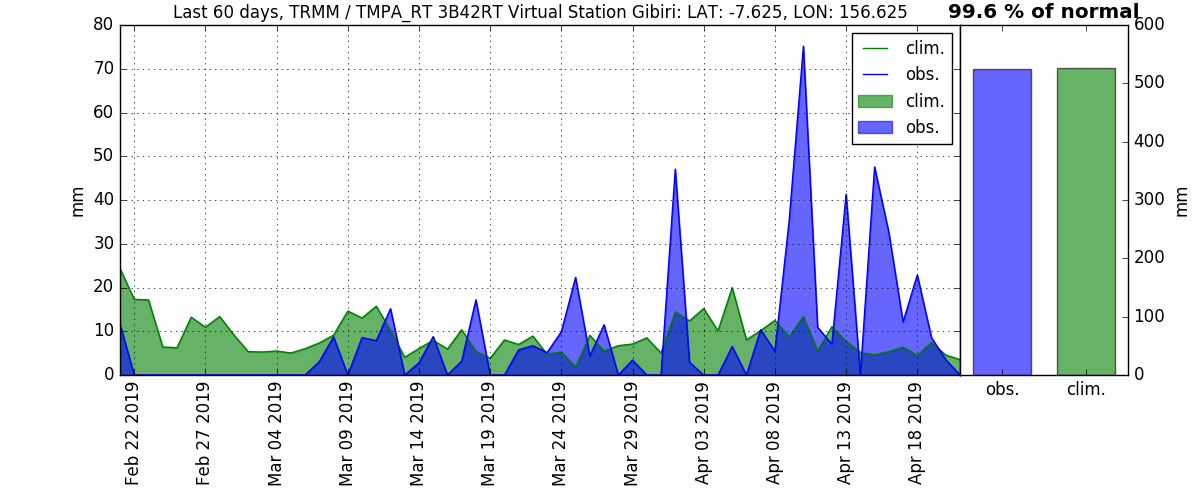 Last 60 days, TRMM / TMPA_RT 3B42RT Virtual Station Gibiri: LAT: -7.625, LON: 156.625
99.6 % of normal
80
70
60
50
40
30
20
10
0
mm
clim.
obs.
clim.
obs.
600
500
400
300
200
100
0
mm
obs.
clim.
Feb 22 2019
Feb 27 2019
Mar 04 2019
Mar 09 2019
Mar 14 2019
Mar 19 2019
Mar 24 2019
Mar 29 2019
Apr 03 2019
Apr 08 2019
Apr 13 2019
Apr 18 2019